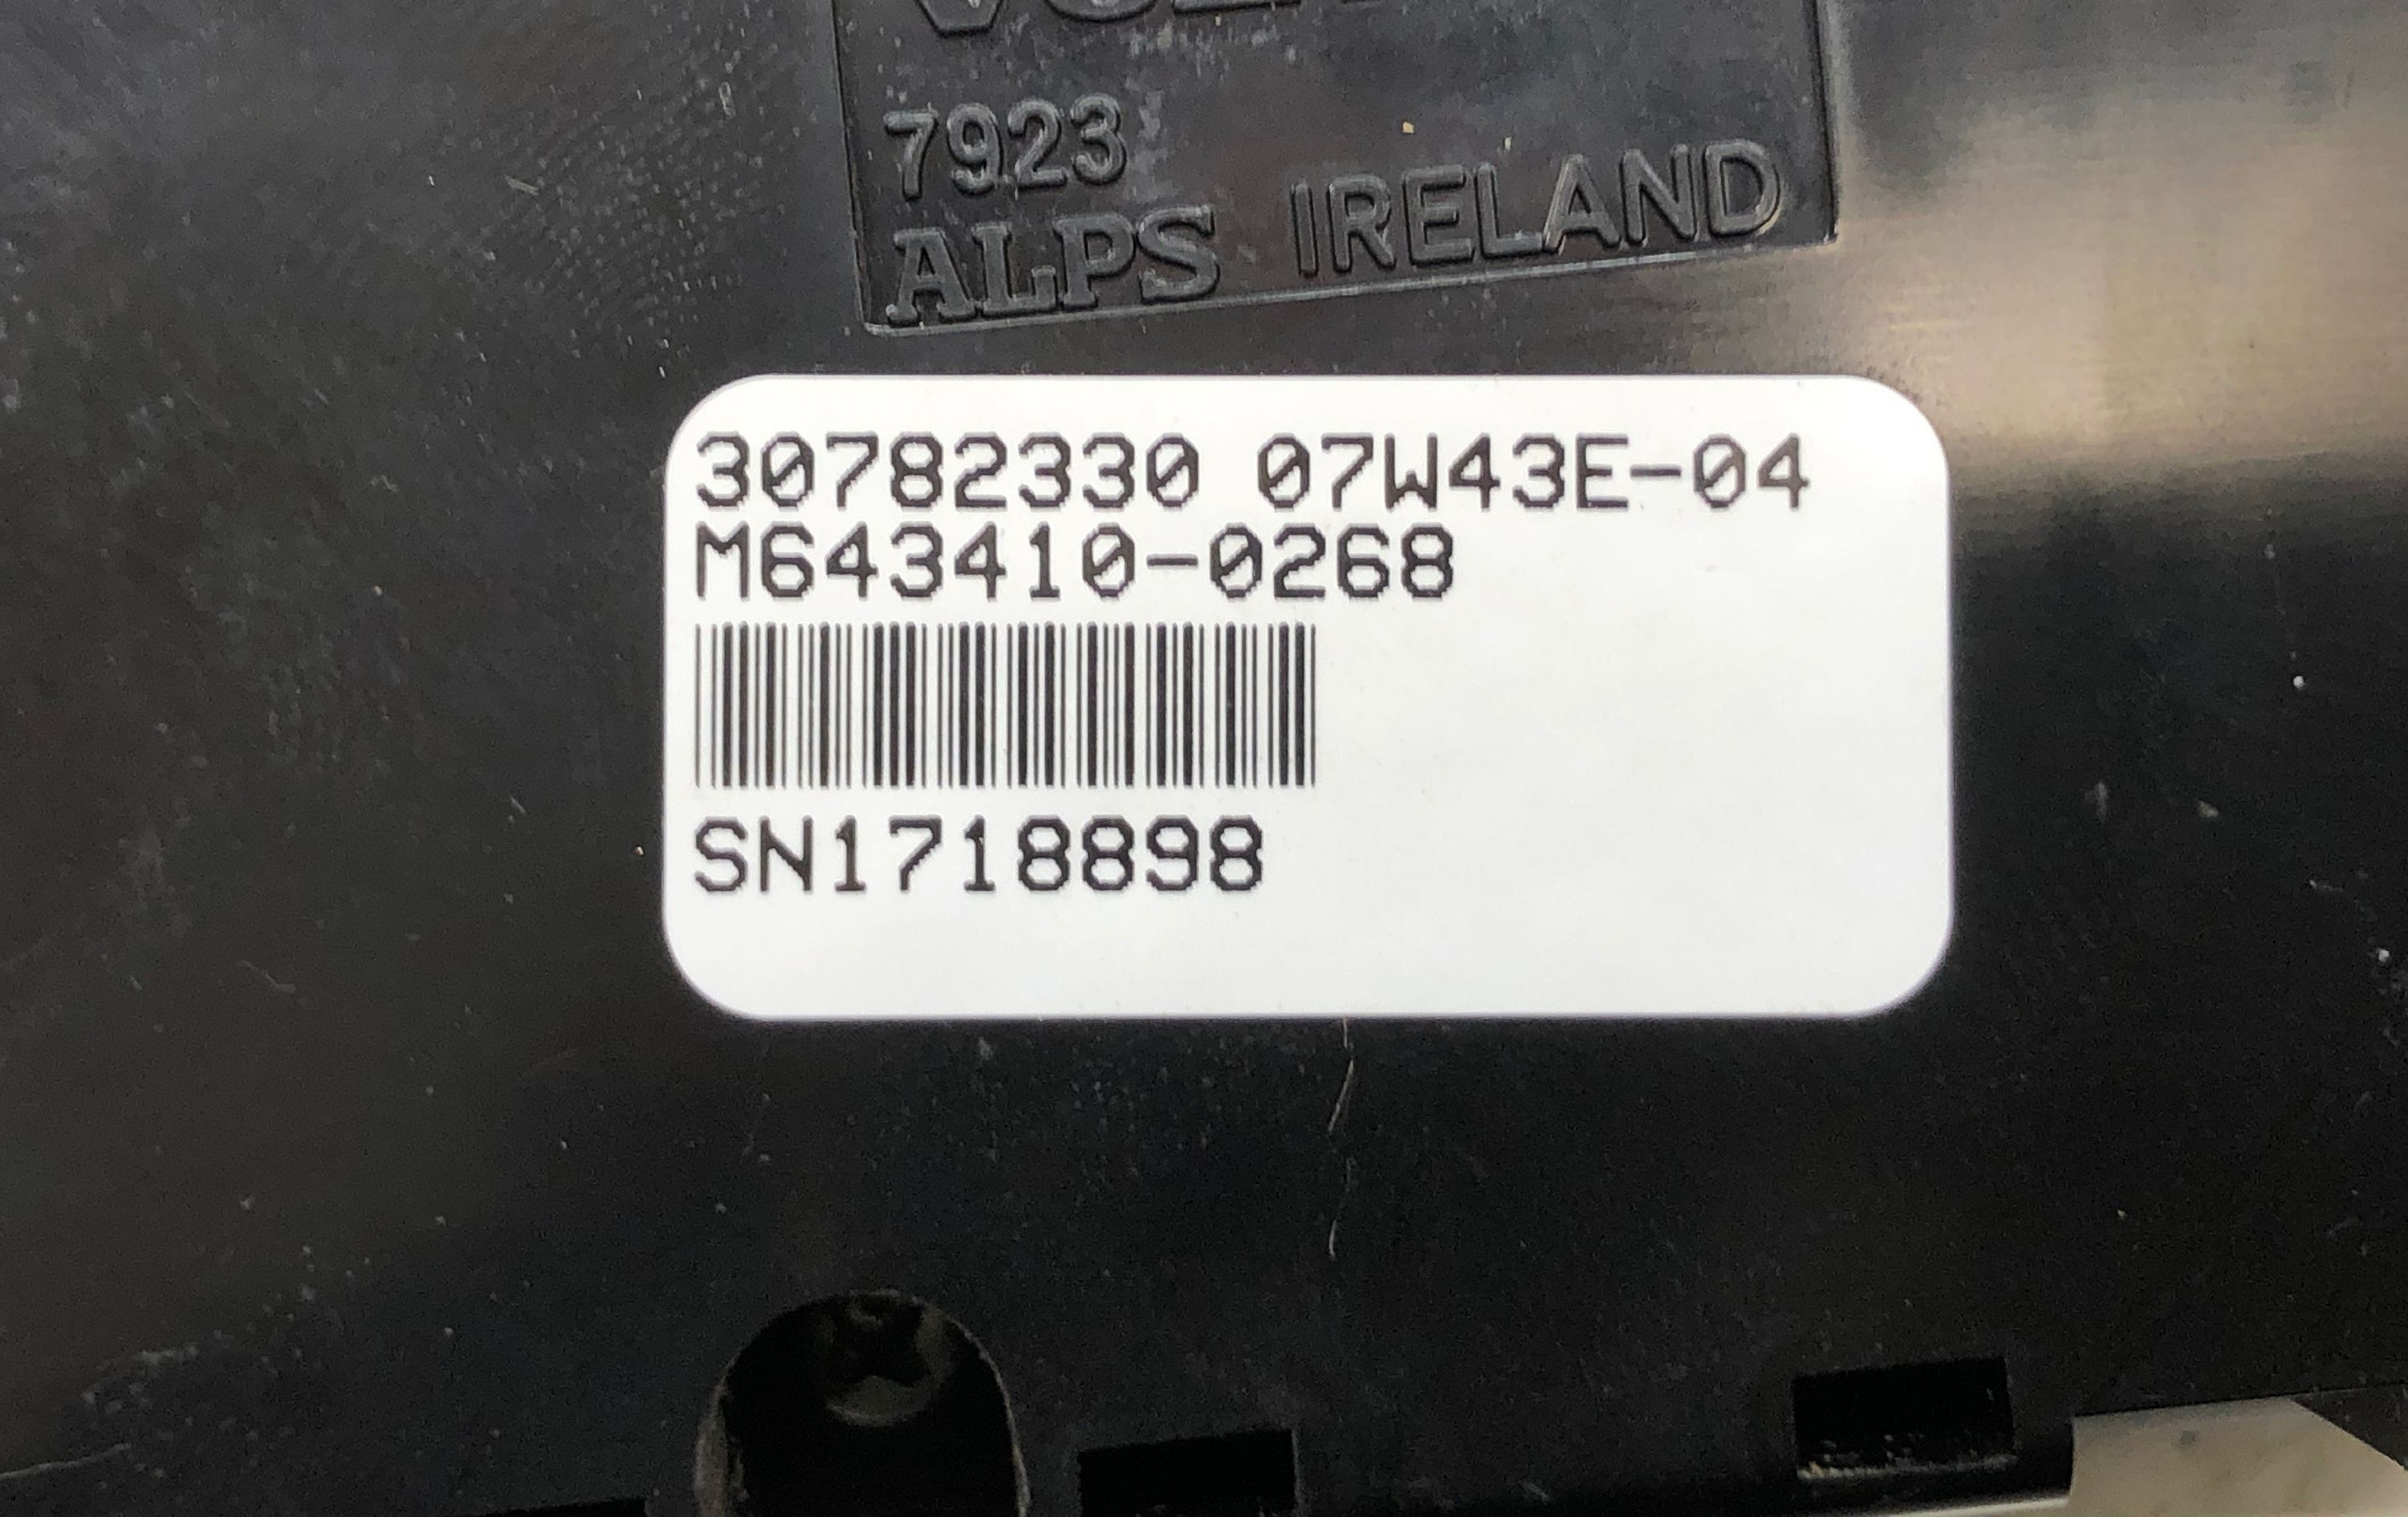 7923
ALPS IRELAND
30782330 07W43E-04
M643410-0268
SN1718898